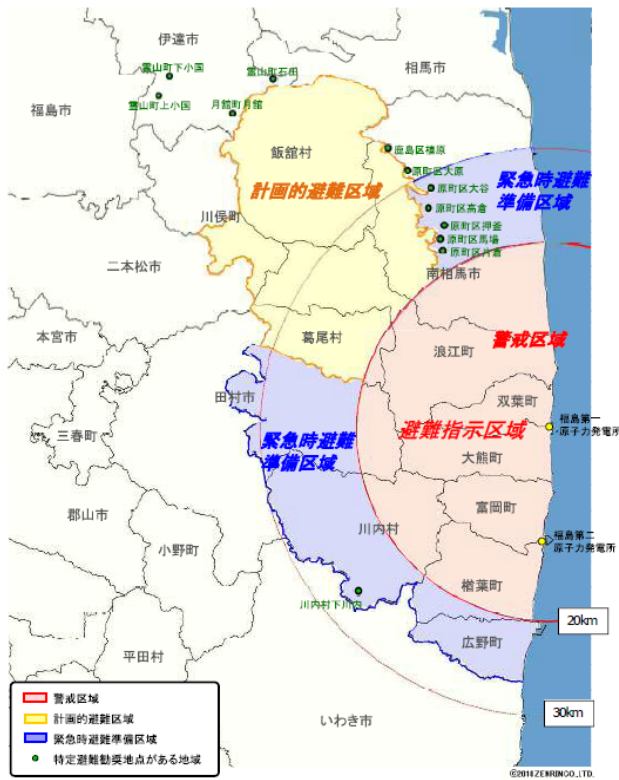 伊達市
霊山町下小国
霊山町石田
相馬市
福島市
霊山町上小国
月舘町月舘
飯舘村
鹿島区橲原
原町区大原
計画的避難区域
原町区大谷
緊急時避難
準備区域
原町区高倉
川俣町
原町区押釜
原町区馬場
原町区片倉
二本松市
南相馬市
本宮市
葛尾村
浪江町
警戒区域
田村市
双葉町
三春町
緊急時避難
準備区域
避難指示区域
福島第一
原子力発電所
大熊町
郡山市
小野町
川内村
富岡町
福島第二
原子力発電所
川内村下川内
楢葉町
20km
平田村
広野町
警戒区域
計画的避難区域
緊急時避難準備区域
特定避難勧奨地点がある地域
いわき市
30km
©2010ZENRINCO.,LTD.